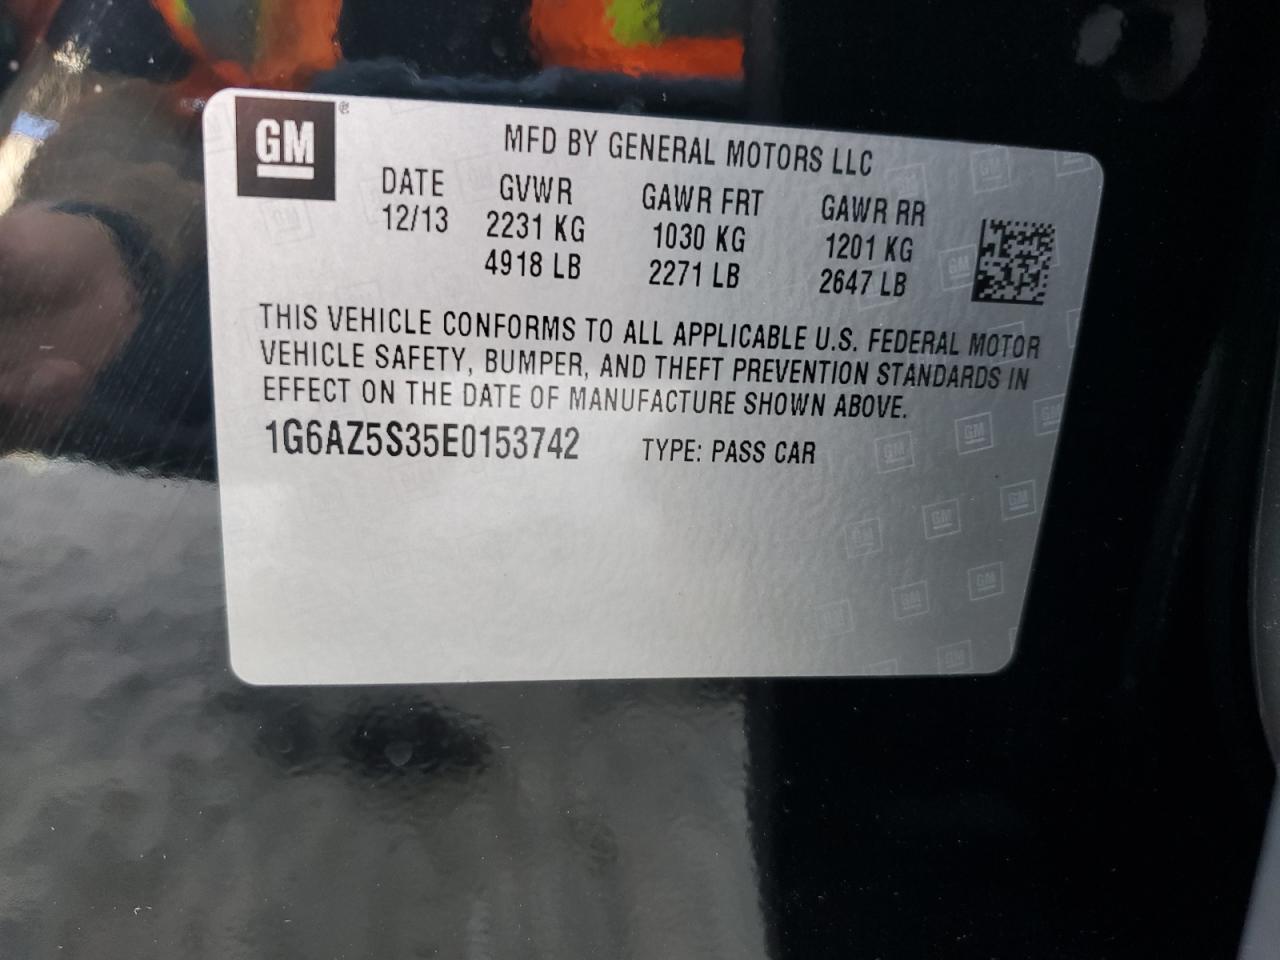 GM®
MFD BY GENERAL MOTORS LLC
DATE GVWR GAWR FRT GAWR RR
12/13 2231 KG 1030 KG 1201 KG
4918 LB 2271 LB 2647 LB
THIS VEHICLE CONFORMS TO ALL APPLICABLE U.S. FEDERAL MOTOR
VEHICLE SAFETY, BUMPER, AND THEFT PREVENTION STANDARDS IN
EFFECT ON THE DATE OF MANUFACTURE SHOWN ABOVE.
1G6AZ5S35E0153742 TYPE: PASS CAR